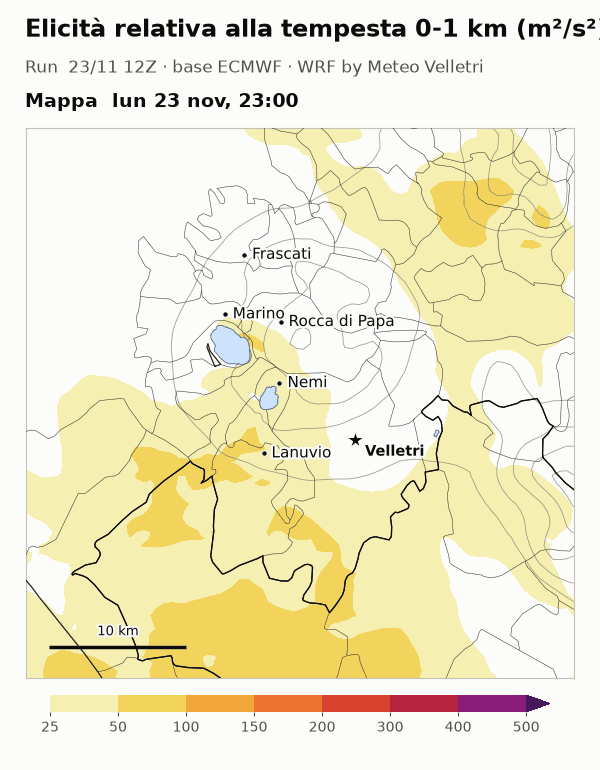 Elicità relativa alla tempesta 0-1 km (m²/s²)
Run  23/11 12Z · base ECMWF · WRF by Meteo Velletri
Mappa  lun 23 nov, 23:00
Frascati
Marino
Rocca di Papa
Nemi
Velletri
Lanuvio
10 km
25 50 100 150 200 300 400 500